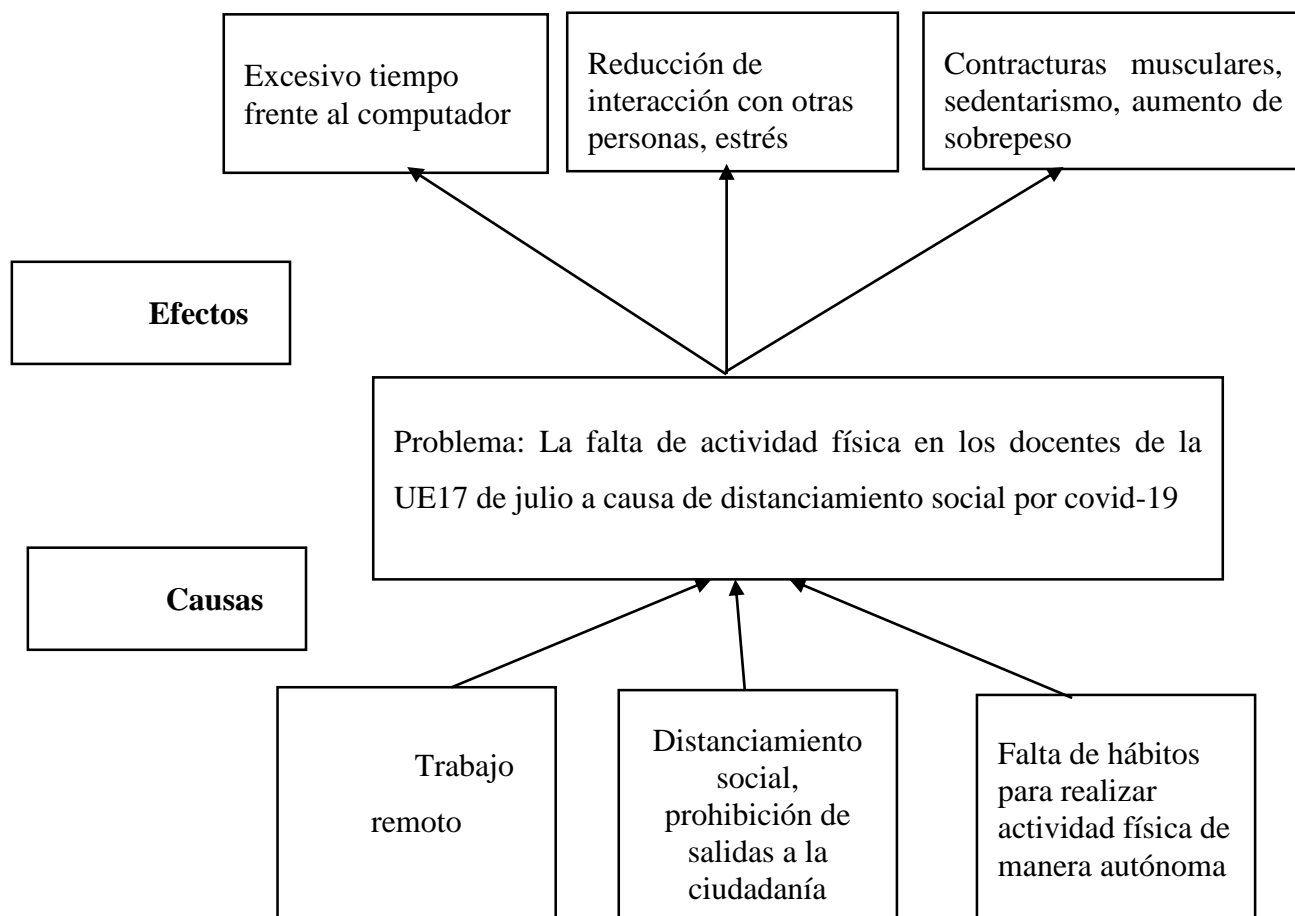 Excesivo tiempo
frente al computador
Reducción de
interacción con otras
personas, estrés
Contracturas musculares,
sedentarismo, aumento de
sobrepeso
Efectos
Problema: La falta de actividad física en los docentes de la
UE17 de julio a causa de distanciamiento social por covid-19
Causas
Trabajo
remoto
Distanciamiento
social,
prohibición de
salidas a la
ciudadanía
Falta de hábitos
para realizar
actividad física de
manera autónoma